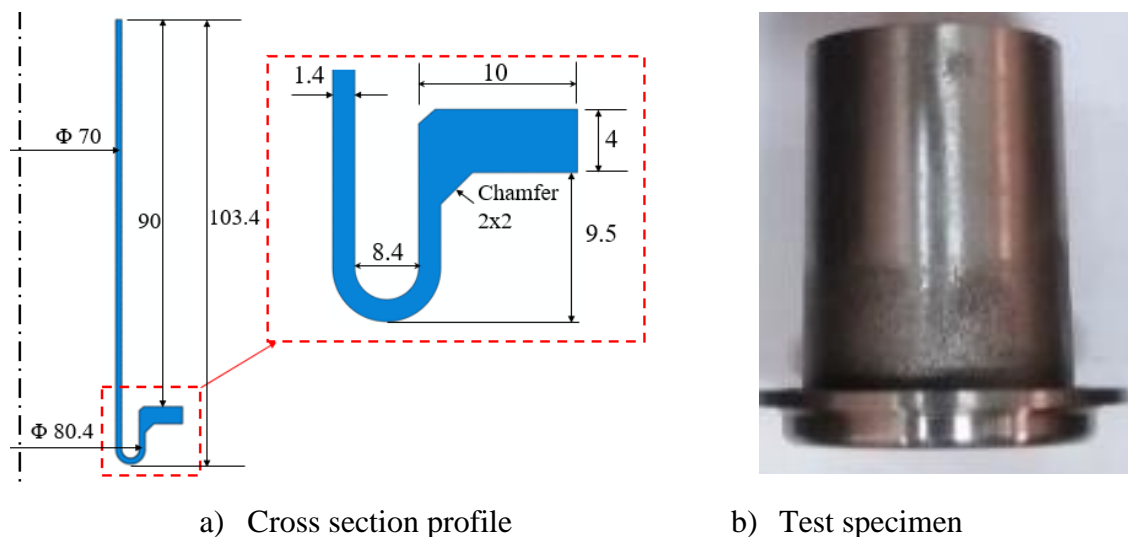 Φ 70
90
103.4
Φ 80.4
1.4
10
4
Chamfer
2x2
8.4
9.5
a) Cross section profile
b) Test specimen